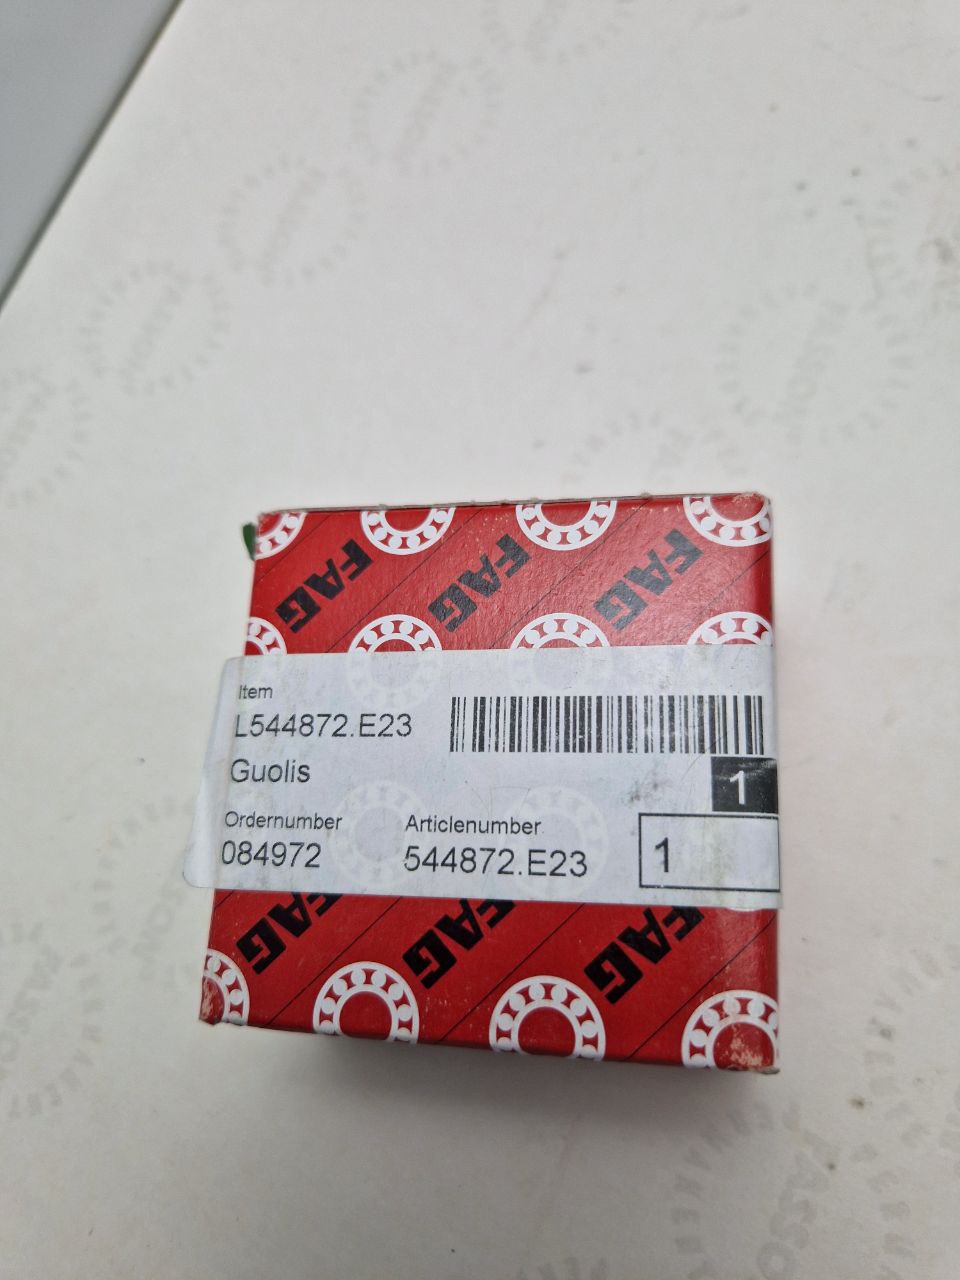 FAG FAG FAG
Item
L544872.E23
Guolis
1
Ordernumber Articlenumber
084972 544872.E23 1
FAG FAG FAG